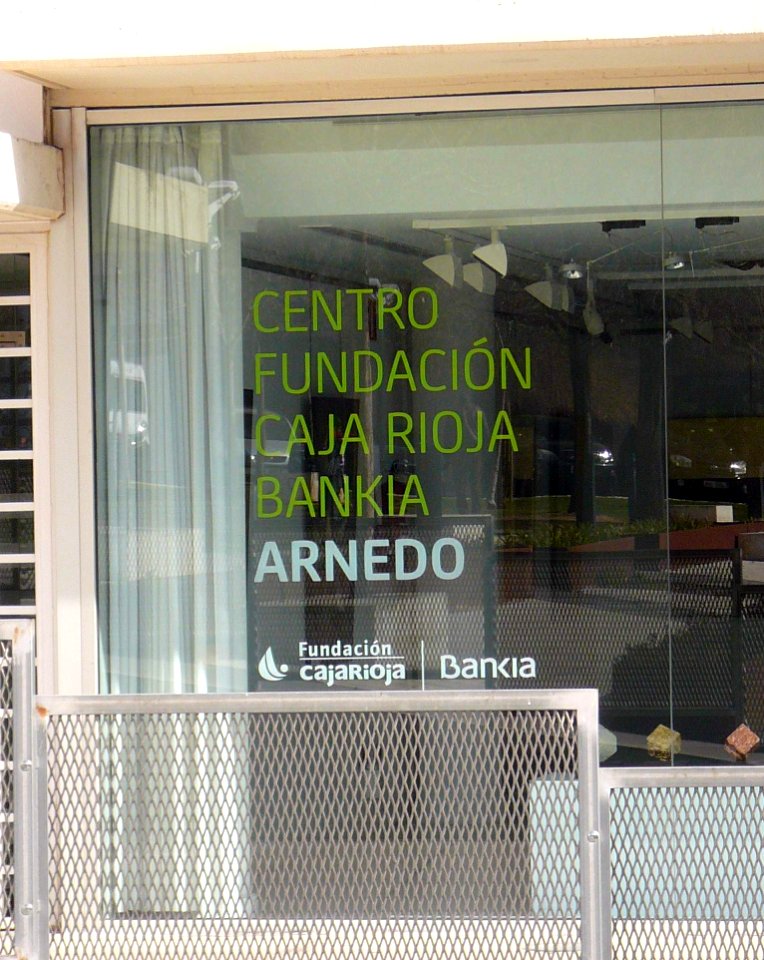 CENTRO
FUNDACIÓN
CAJA RIOJA
BANKIA
ARNEDO
Fundación
cajaRioja
Bankia